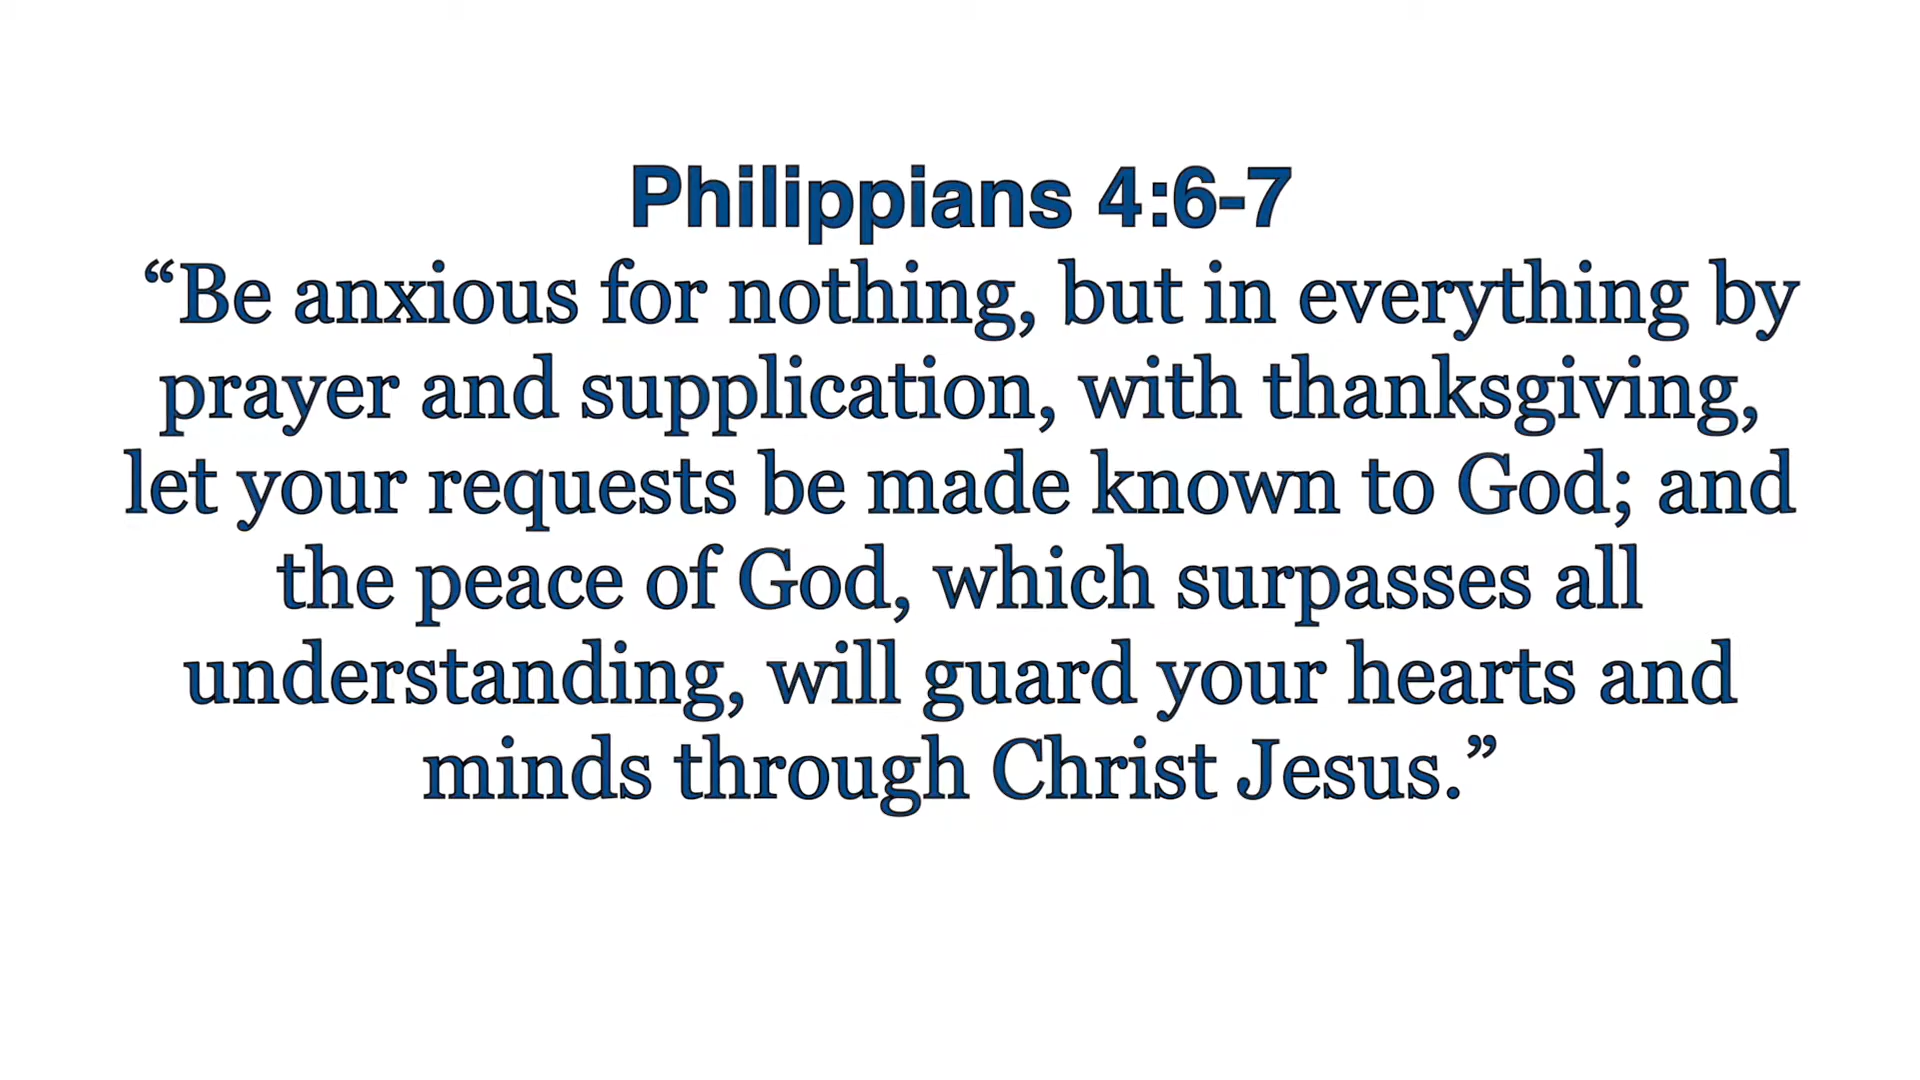 Philippians 4:6-7
“Be anxious for nothing, but in everything by
prayer and supplication, with thanksgiving,
let your requests be made known to God; and
the peace of God, which surpasses all
understanding, will guard your hearts and
minds through Christ Jesus.”